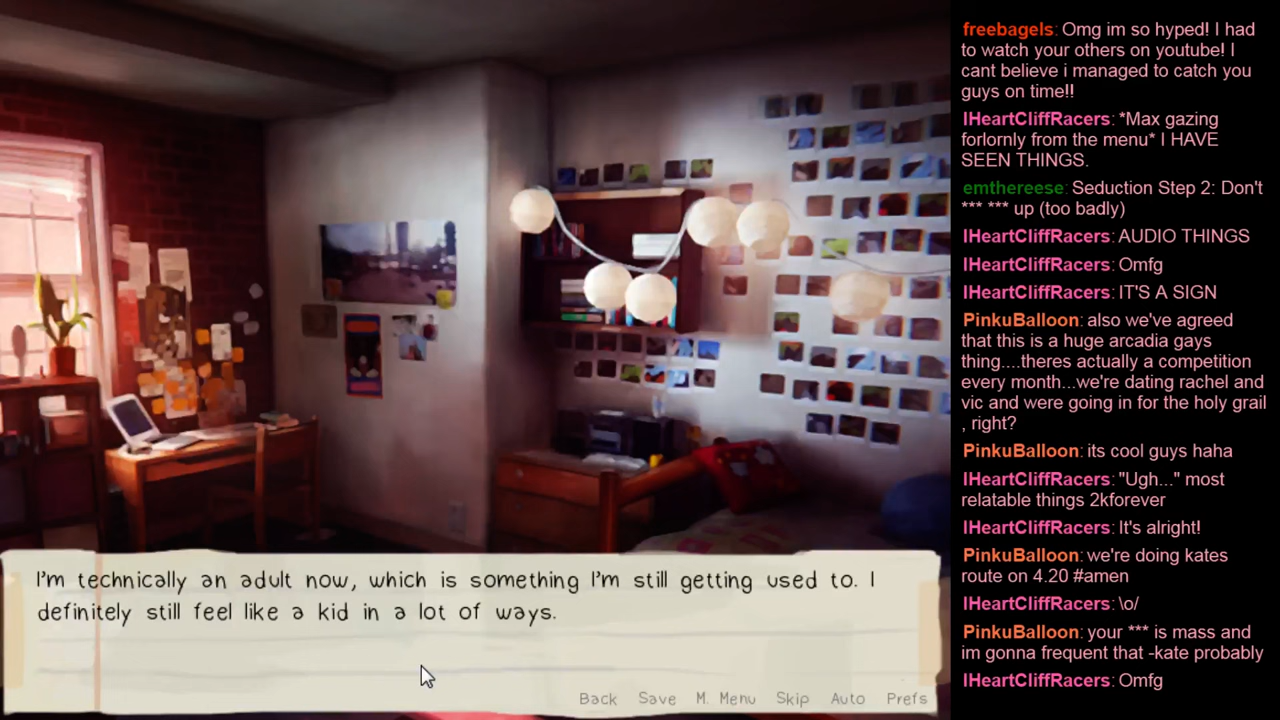 I'm technically an adult now, which is something I'm still getting used to. I
definitely still feel like a kid in a lot of ways.
Back Save M. Menu Skip Auto Prefs
freebagels: Omg im so hyped! I had
to watch your others on youtube! I
cant believe i managed to catch you
guys on time!!
IHeartCliffRacers: *Max gazing
forlornly from the menu* I HAVE
SEEN THINGS.
emthereese: Seduction Step 2: Don't
*** *** up (too badly)
IHeartCliffRacers: AUDIO THINGS
IHeartCliffRacers: Omfg
IHeartCliffRacers: IT'S A SIGN
PinkuBalloon: also we've agreed
that this is a huge arcadia gays
thing....theres actually a competition
every month...we're dating rachel and
vic and were going in for the holy grail
, right?
PinkuBalloon: its cool guys haha
IHeartCliffRacers: "Ugh..." most
relatable things 2kforever
IHeartCliffRacers: It's alright!
PinkuBalloon: we're doing kates
route on 4.20 #amen
IHeartCliffRacers: \o/
PinkuBalloon: your *** is mass and
im gonna frequent that -kate probably
IHeartCliffRacers: Omfg